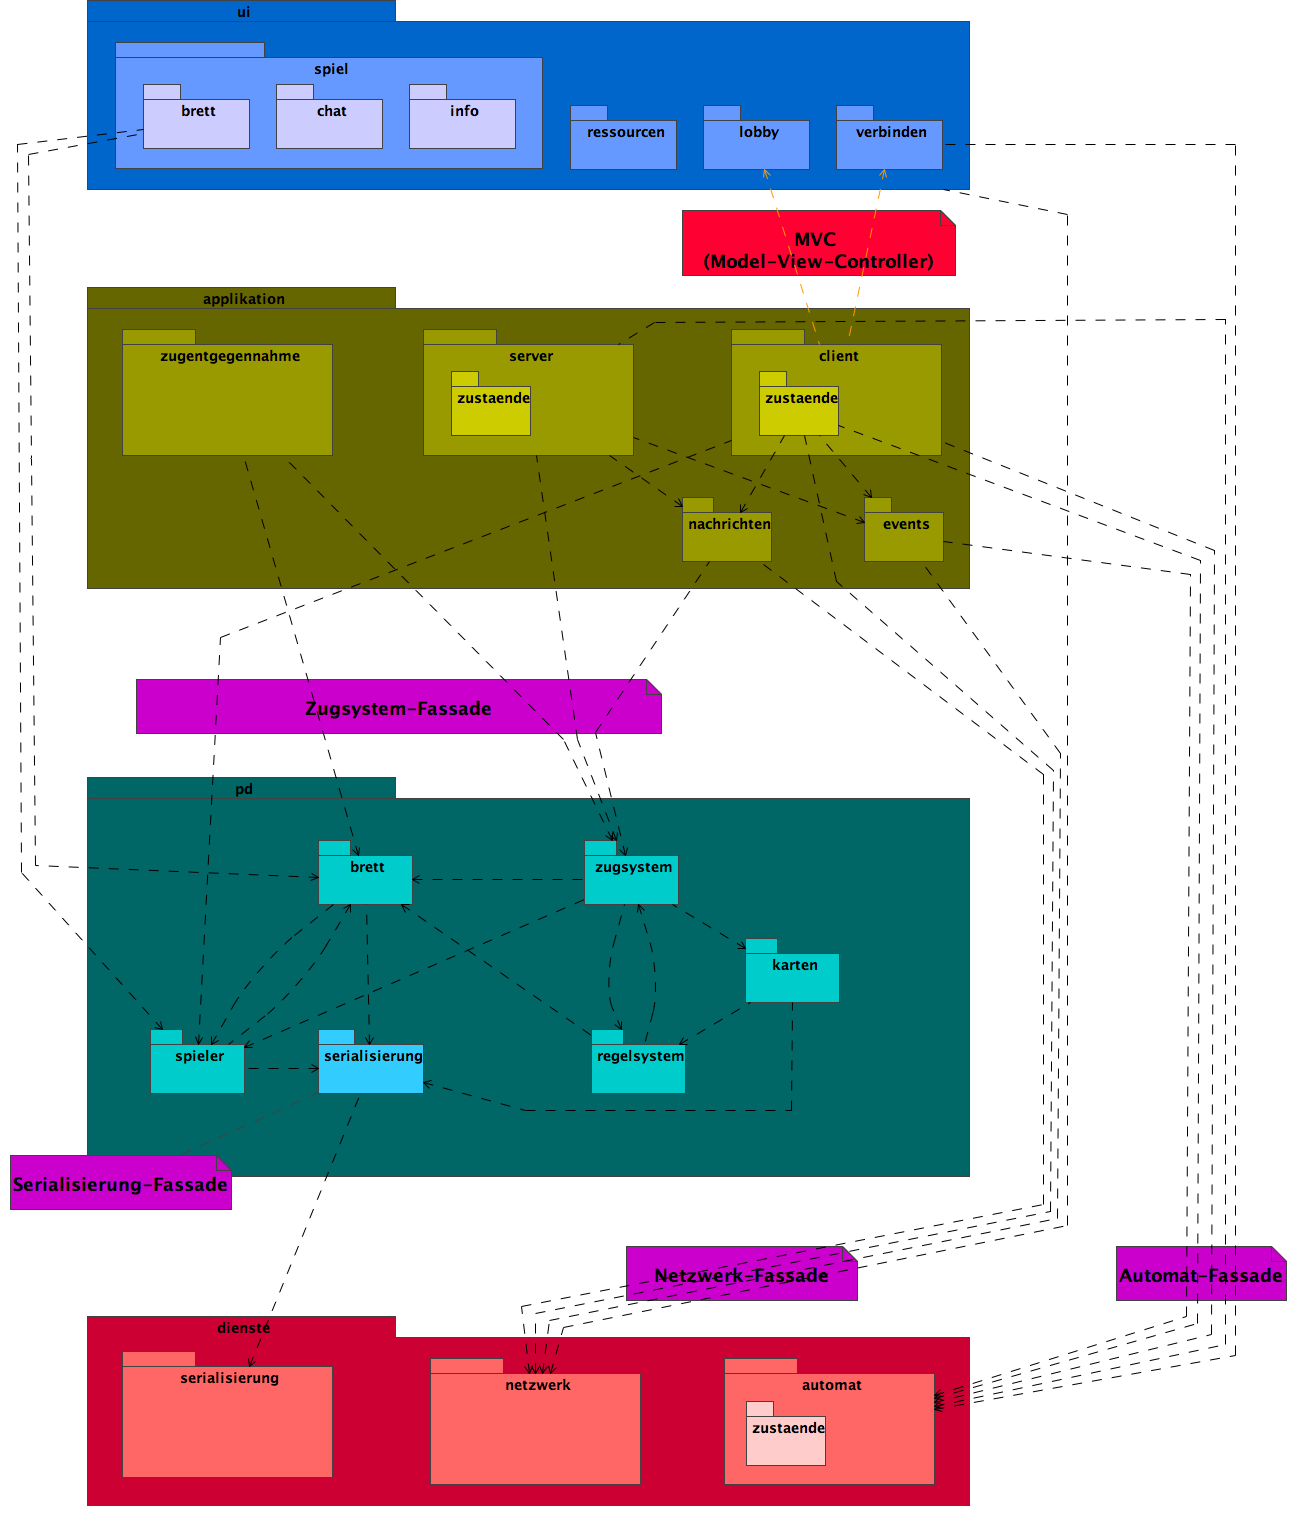 ui
spiel
brett
chat
info
ressourcen
lobby
verbinden
MVC
(Model-View-Controller)
applikation
zugentgegennahme
server
client
zustaende
zustaende
nachrichten
events
Zugsystem-Fassade
pd
brett
zugsystem
karten
spieler
serialisierung
regelsystem
Serialisierung-Fassade
Netzwerk-Fassade
Automat-Fassade
dienste
serialisierung
netzwerk
automat
zustaende